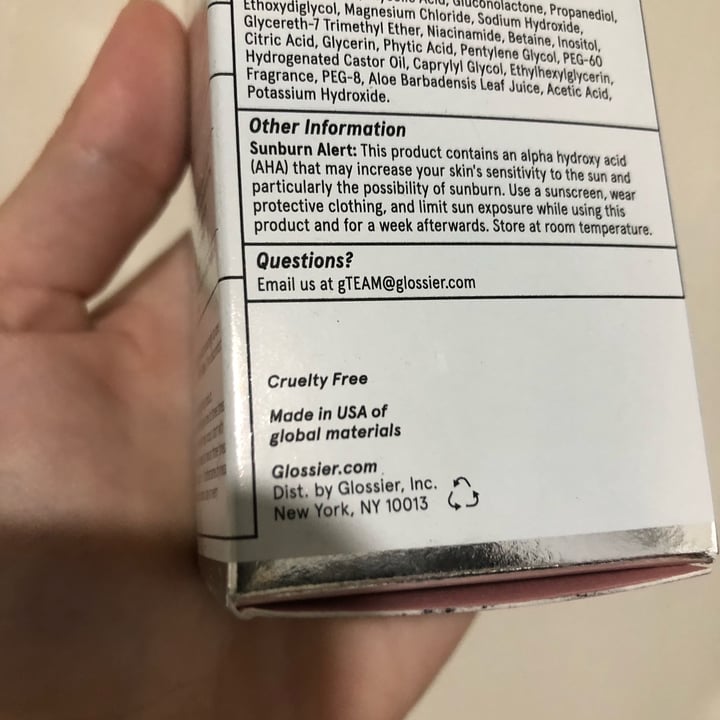 Acid, Gluconolactone, Propanediol,
Ethoxydiglycol, Magnesium Chloride, Sodium Hydroxide,
Glycereth-7 Trimethyl Ether, Niacinamide, Betaine, Inositol,
Citric Acid, Glycerin, Phytic Acid, Pentylene Glycol, PEG-60
Hydrogenated Castor Oil, Caprylyl Glycol, Ethylhexylglycerin,
Fragrance, PEG-8, Aloe Barbadensis Leaf Juice, Acetic Acid,
Potassium Hydroxide.
Other Information
Sunburn Alert: This product contains an alpha hydroxy acid
(AHA) that may increase your skin's sensitivity to the sun and
particularly the possibility of sunburn. Use a sunscreen, wear
protective clothing, and limit sun exposure while using this
product and for a week afterwards. Store at room temperature.
Questions?
Email us at gTEAM@glossier.com
Cruelty Free
Made in USA of
global materials
Glossier.com
Dist. by Glossier, Inc.
New York, NY 10013